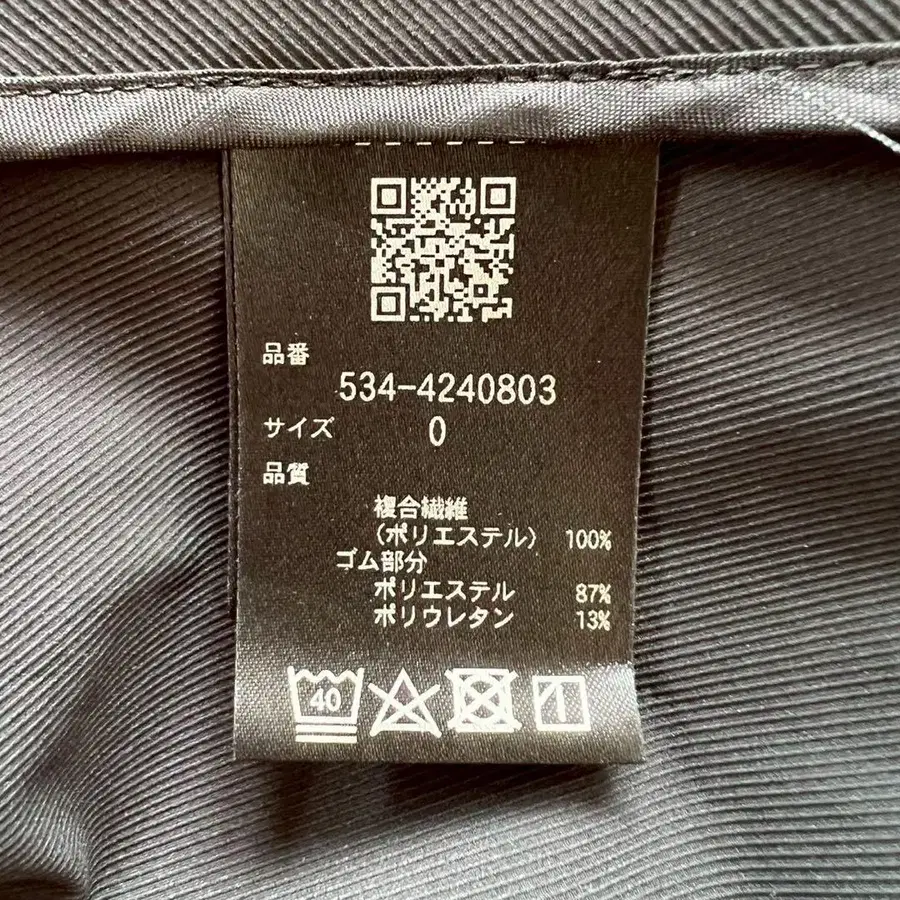 品番
534-4240803
サイズ 0
品質
複合繊維
(ポリエステル) 100%
ゴム部分
ポリエステル 87%
ポリウレタン 13%
40